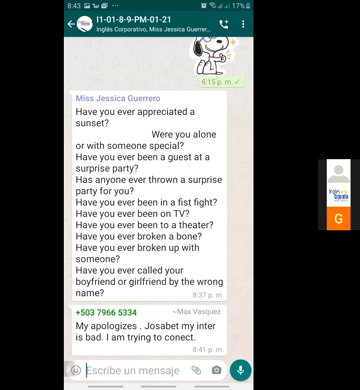 8:43
17%
I1-01-8-9-PM-01-21
Inglés Corporativo, Miss Jessica Guerrer...
6:15 p. m.
Miss Jessica Guerrero
Have you ever appreciated a
sunset?
Were you alone
or with someone special?
Have you ever been a guest at a
surprise party?
Has anyone ever thrown a surprise
party for you?
Have you ever been in a fist fight?
Have you ever been on TV?
Have you ever been to a theater?
Have you ever broken a bone?
Have you ever broken up with
someone?
Have you ever called your
boyfriend or girlfriend by the wrong
name?
8:37 p. m.
+503 7966 5334
~Max Vasquez
My apologizes . Josabet my inter
is bad. I am trying to conect.
8:41 p. m.
Escribe un mensaje
G